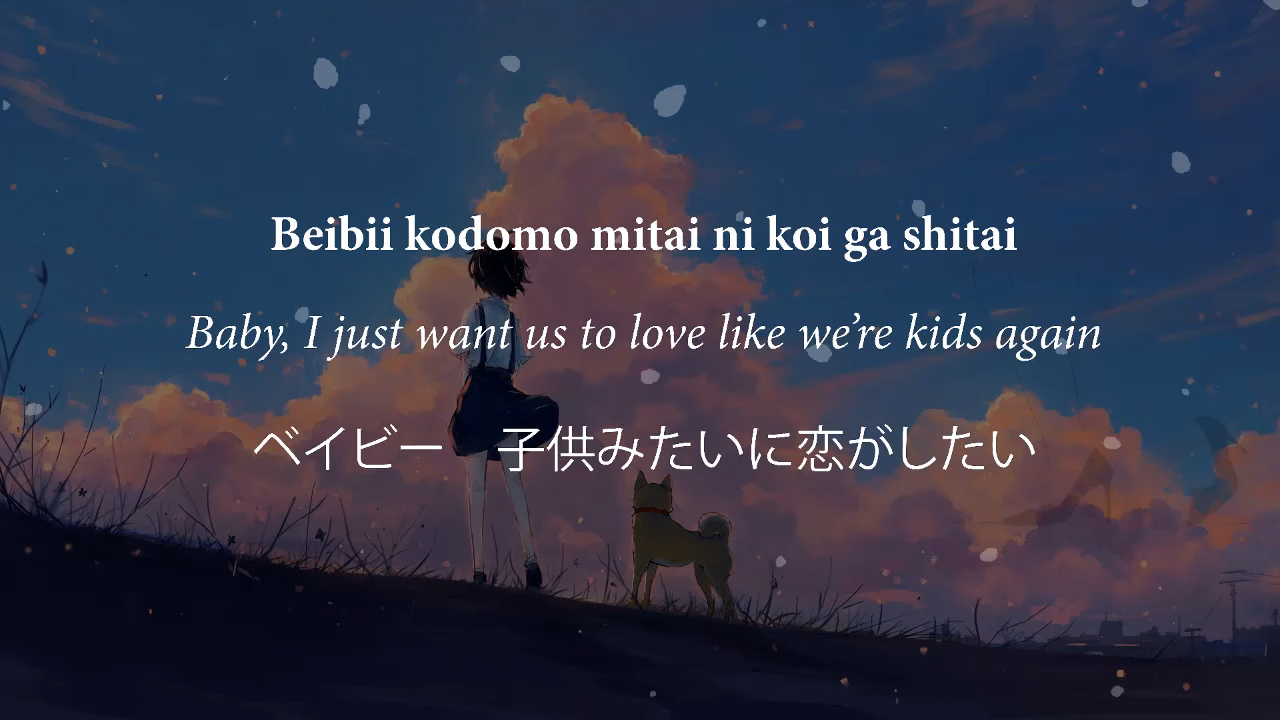 Beibii kodomo mitai ni koi ga shitai
Baby, I just want us to love like we’re kids again
ベイビー　子供みたいに恋がしたい